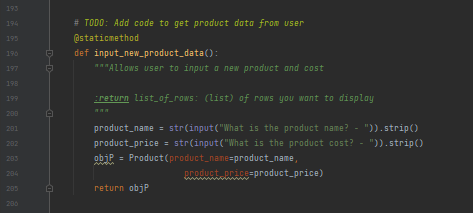 193
194 # TODO: Add code to get product data from user
195 @staticmethod
196 def input_new_product_data():
197 """Allows user to input a new product and cost
198
199 :return list_of_rows: (list) of rows you want to display
200 """
201 product_name = str(input("What is the product name? - ")).strip()
202 product_price = str(input("What is the product cost? - ")).strip()
203 objP = Product(product_name=product_name,
204 product_price=product_price)
205 return objP
206